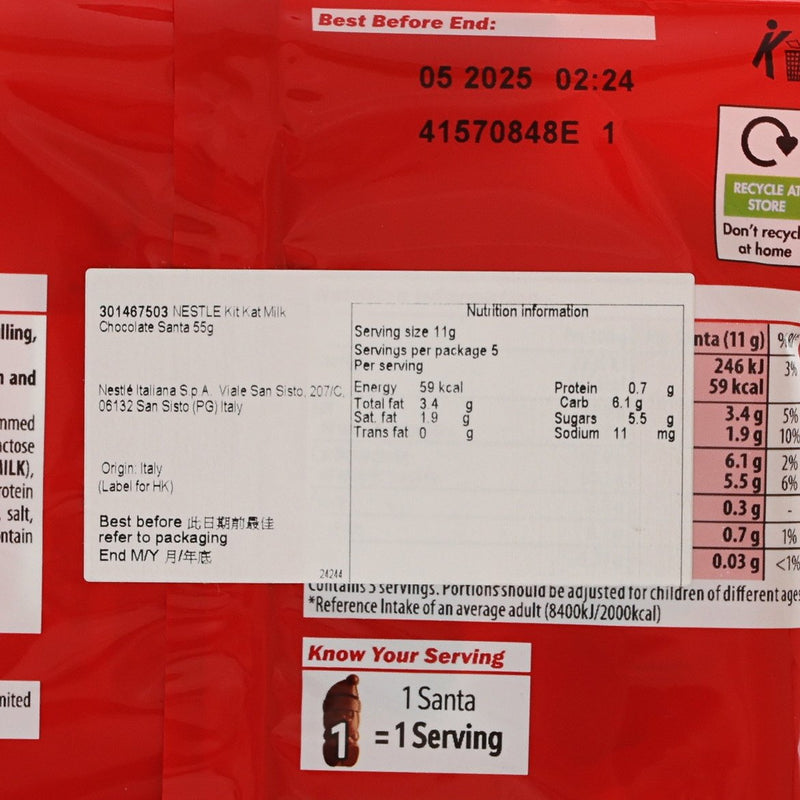 Best Before End:
05 2025 02:24
41570848E 1
RECYCLE AT
STORE
Don't recycl
at home
lling,
n and
mmed
actose
MILK),
rotein
, salt,
ntain
nited
301467503 NESTLE Kit Kat Milk
Chocolate Santa 55g
Nestlé Italiana S.p.A. Viale San Sisto, 207/C,
06132 San Sisto (PG) Italy
Origin: Italy
(Label for HK)
Best before 此日期前最佳
refer to packaging
End M/Y 月/年底
24244
Nutrition information
Serving size 11g
Servings per package 5
Per serving
Energy 59 kcal Protein 0.7 g
Total fat 3.4 g Carb 6.1 g
Sat. fat 1.9 g Sugars 5.5 g
Trans fat 0 g Sodium 11 mg
nta (11 g)
246 kJ 3%
59 kcal
3.4 g 5%
1.9 g 10%
6.1 g 2%
5.5 g 6%
0.3 g -
0.7 g 1%
0.03 g <1%
Contains 5 servings. Portions should be adjusted for children of different ages
*Reference Intake of an average adult (8400kJ/2000kcal)
Know Your Serving
1 Santa
1 = 1 Serving